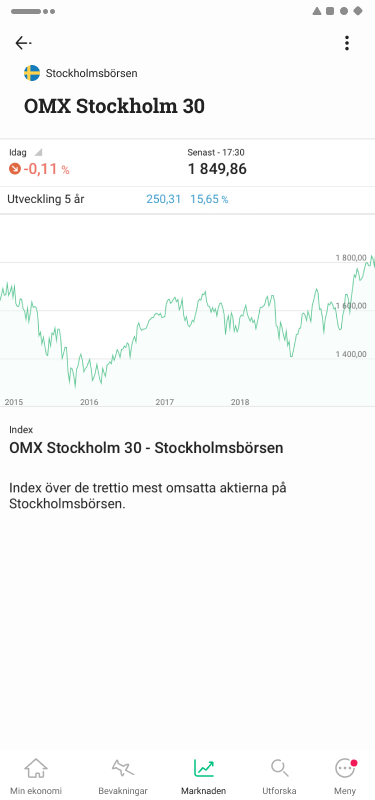 Stockholmsbörsen
OMX Stockholm 30
Idag
Senast - 17:30
-0,11 %
1 849,86
Utveckling 5 år 250,31 15,65 %
1 800,00
1 600,00
1 400,00
2015 2016 2017 2018
Index
OMX Stockholm 30 - Stockholmsbörsen
Index över de trettio mest omsatta aktierna på
Stockholmsbörsen.
Min ekonomi Bevakningar Marknaden Utforska Meny